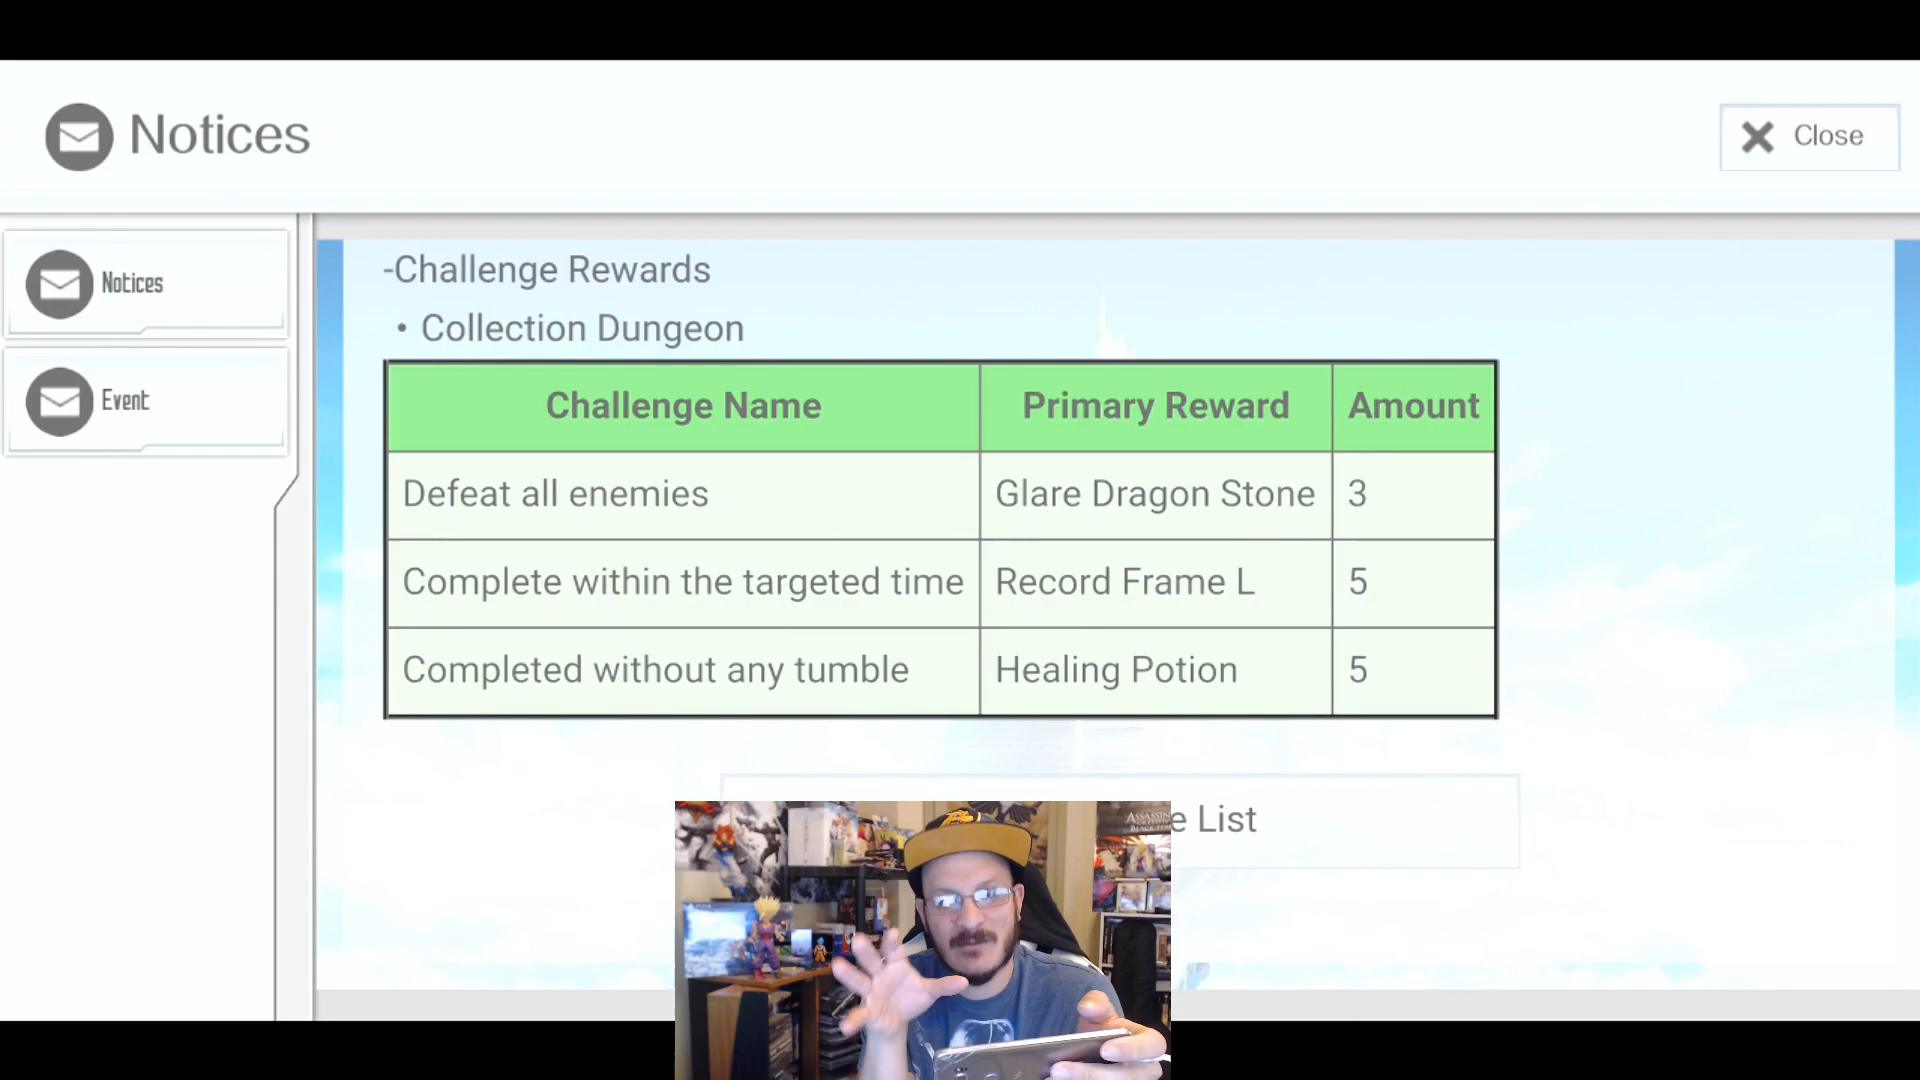 Notices
Close
Notices
Event
-Challenge Rewards
• Collection Dungeon
Challenge Name Primary Reward Amount
Defeat all enemies Glare Dragon Stone 3
Complete within the targeted time Record Frame L 5
Completed without any tumble Healing Potion 5
e List
ASSASSIN